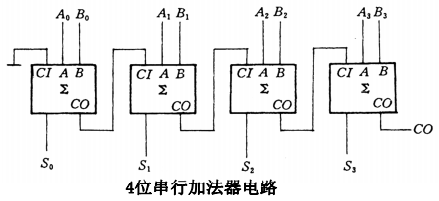 A₀ B₀ A₁ B₁ A₂ B₂ A₃ B₃
CI A B CI A B CI A B CI A B
Σ Σ Σ Σ
CO CO CO CO
CO
S₀ S₁ S₂ S₃
4位串行加法器电路